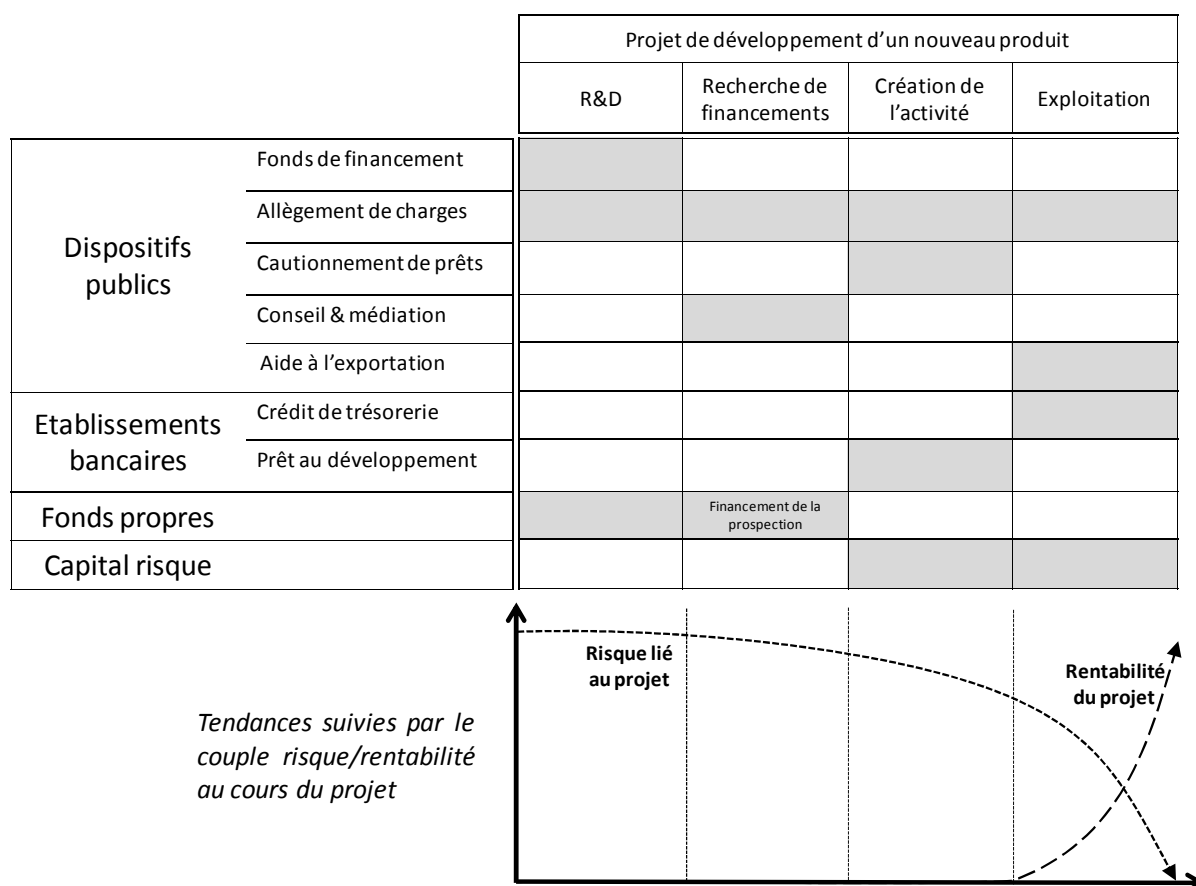 Projet de développement d’un nouveau produit
R&D
Recherche de
financements
Création de
l’activité
Exploitation
Dispositifs
publics
Fonds de financement
Allègement de charges
Cautionnement de prêts
Conseil & médiation
Aide à l’exportation
Etablissements
bancaires
Crédit de trésorerie
Prêt au développement
Fonds propres
Financement de la
prospection
Capital risque
Risque lié
au projet
Rentabilité
du projet
Tendances suivies par le
couple risque/rentabilité
au cours du projet